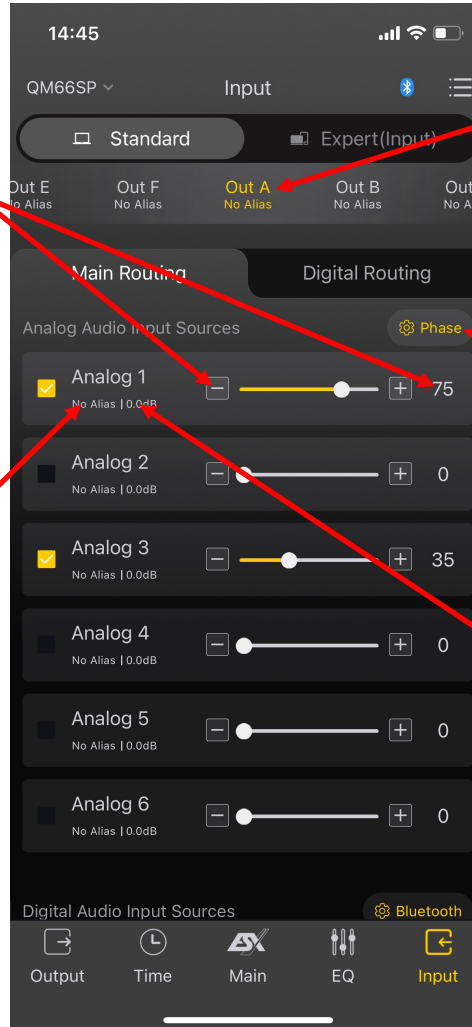 14:45
QM66SP Input
Standard Expert(Input)
Out E Out F Out A Out B Out
No Alias No Alias No Alias No Alias No A
Main Routing Digital Routing
Analog Audio Input Sources Phase
Analog 1 75
No Alias | 0.0dB
Analog 2 0
No Alias | 0.0dB
Analog 3 35
No Alias | 0.0dB
Analog 4 0
No Alias | 0.0dB
Analog 5 0
No Alias | 0.0dB
Analog 6 0
No Alias | 0.0dB
Digital Audio Input Sources Bluetooth
ESX
Output Time Main EQ Input